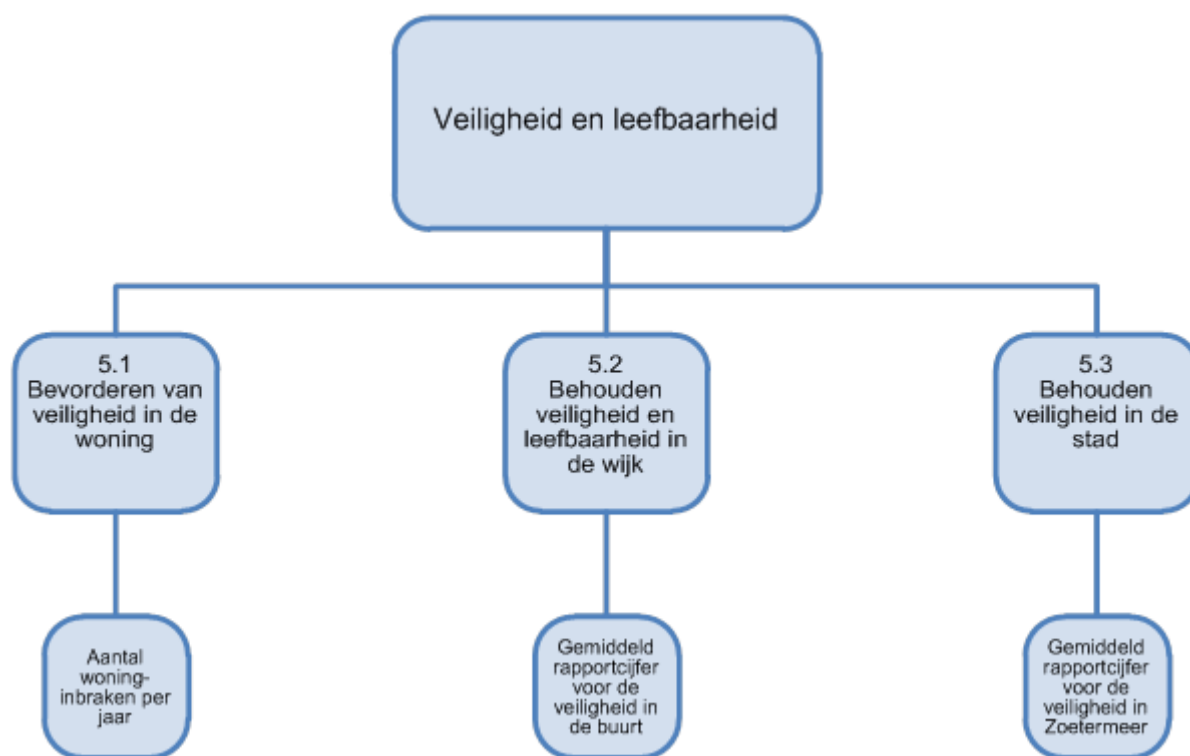 Veiligheid en leefbaarheid
5.1
Bevorderen van
veiligheid in de
woning
5.2
Behouden
veiligheid en
leefbaarheid in
de wijk
5.3
Behouden
veiligheid in de
stad
Aantal
woning-
inbraken per
jaar
Gemiddeld
rapportcijfer
voor de
veiligheid in
de buurt
Gemiddeld
rapportcijfer
voor de
veiligheid in
Zoetermeer